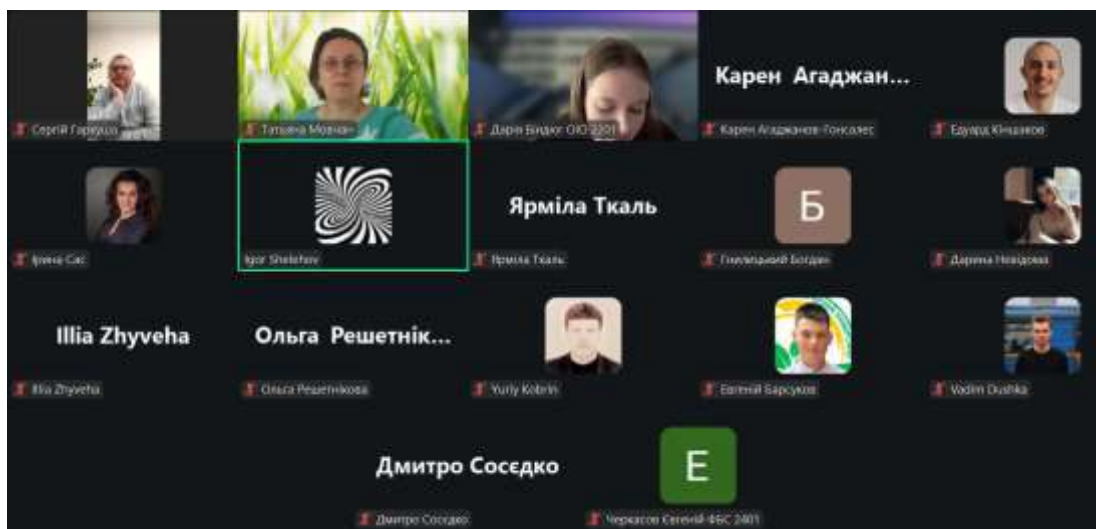 Сергій Гаркуша
Татьяна Мовчан
Дарія Біндюг ОІО 2201
Карен Агаджан...
Карен Агаджанов-Гонсалес
Едуард Кіншаков
Ірина Сас
Igor Shelehov
Ярміла Ткаль
Ярміла Ткаль
Б
Гнилицький Богдан
Дарина Невідома
Illia Zhyveha
Illia Zhyveha
Ольга Решетнік...
Ольга Решетнікова
Yuriy Kobrin
Евгеній Барсуков
Vadim Dushka
Дмитро Сосєдко
Дмитро Сосєдко
Е
Черкасов Євгеній ФБС 2401